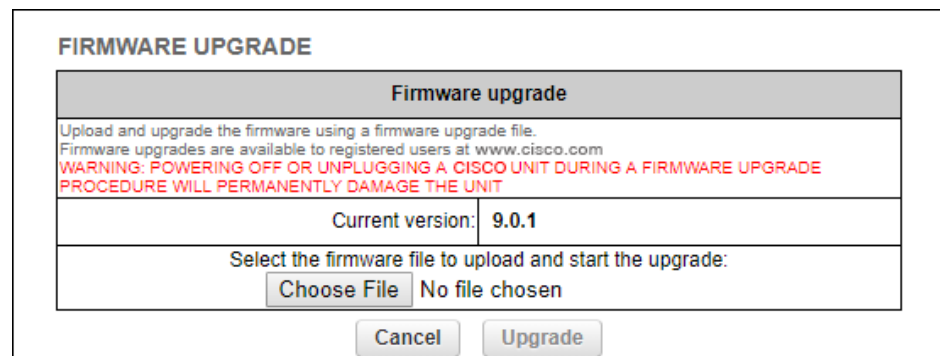 FIRMWARE UPGRADE
Firmware upgrade
Upload and upgrade the firmware using a firmware upgrade file.
Firmware upgrades are available to registered users at www.cisco.com
WARNING: POWERING OFF OR UNPLUGGING A CISCO UNIT DURING A FIRMWARE UPGRADE
PROCEDURE WILL PERMANENTLY DAMAGE THE UNIT
Current version: 9.0.1
Select the firmware file to upload and start the upgrade:
Choose File No file chosen
Cancel Upgrade